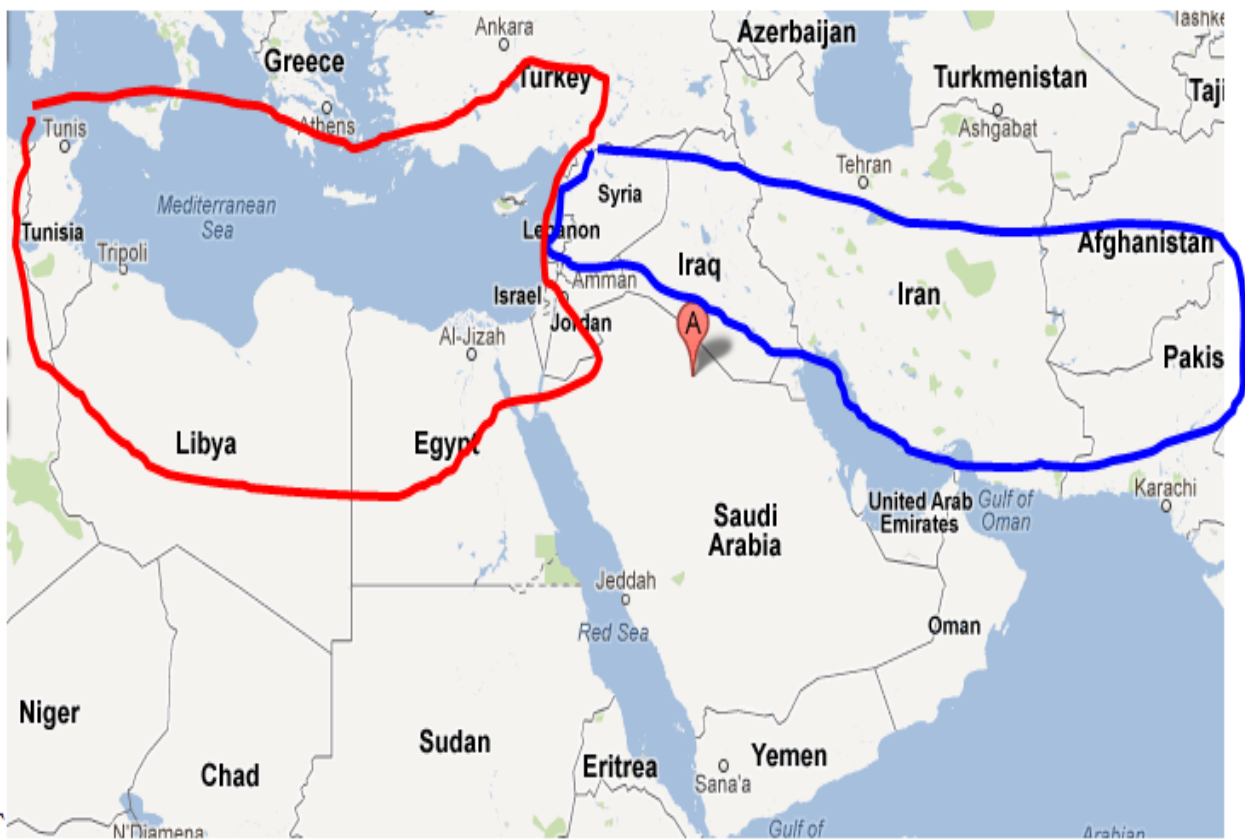 Ankara
Azerbaijan
Greece
Turkey
Turkmenistan
Taji
Athens
Ashgabat
Tunis
Tehran
Syria
Mediterranean
Sea
Tunisia
Lebanon
Afghanistan
Tripoli
Iraq
Amman
Iran
Israel
Jordan
A
Al-Jizah
Pakis
Libya
Egypt
Karachi
United Arab
Emirates
Gulf of
Oman
Saudi
Arabia
Jeddah
Red Sea
Oman
Niger
Sudan
Yemen
Eritrea
Chad
Sana'a
N'Djamena
Gulf of
Arabian